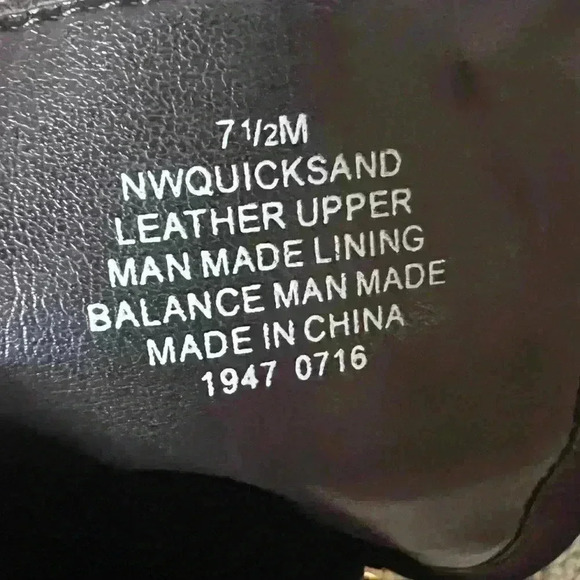 7 1/2M
NWQUICKSAND
LEATHER UPPER
MAN MADE LINING
BALANCE MAN MADE
MADE IN CHINA
1947 0716